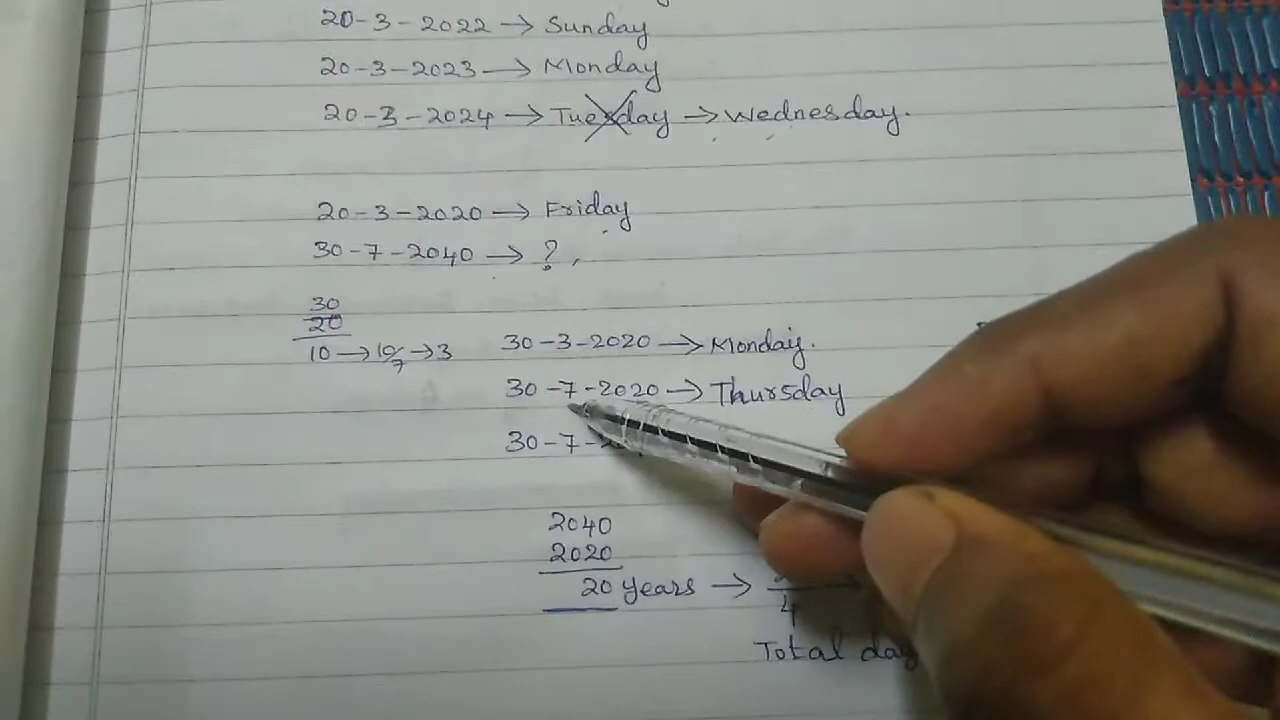 20-3-2022 → Sunday
20-3-2023 → Monday
20-3-2024 → Tuesday → Wednesday.
20-3-2020 → Friday
30-7-2040 → ?,
30
20
10 → 10/7 → 3
30-3-2020 → Monday.
30-7-2020 → Thursday
30-7-
2040
2020
20 years →
4
Total